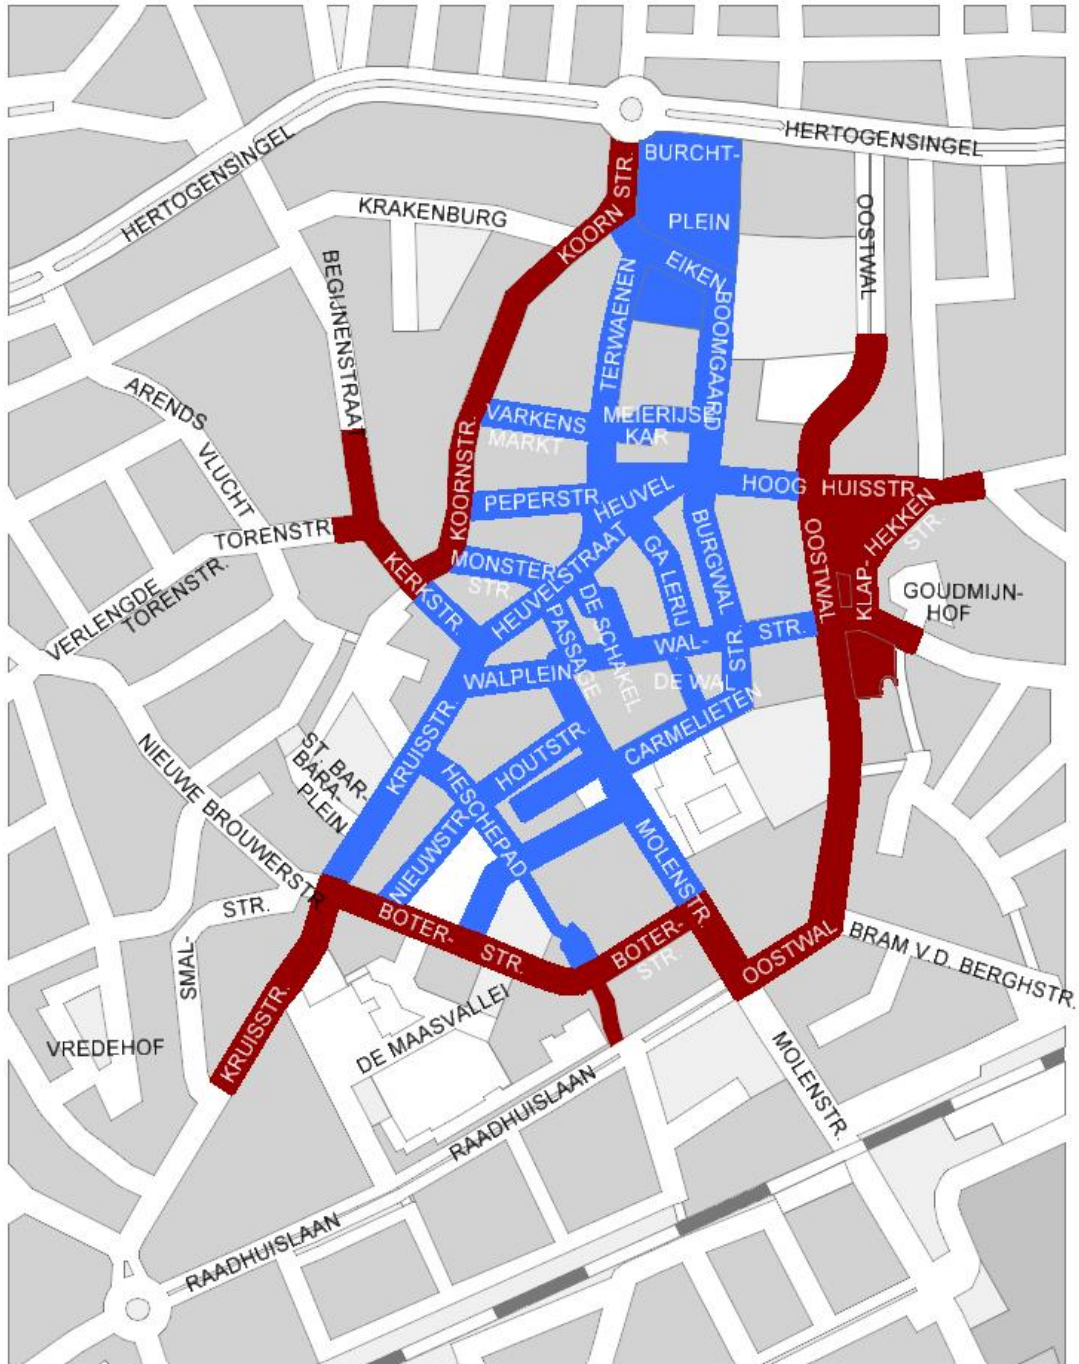 HERTOGENSINGEL
HERTOGENSINGEL
BURCHT-
PLEIN
KOORN STR.
KRAKENBURG
OOSTWAL
BEGIJNENSTRAAT
EIKEN
BOOMGAARD
TERWAENEN
ARENDS
VLUCHT
VARKENS
MARKT
MEIERIJSE
KAR
KOORNSTR.
PEPERSTR.
HEUVEL
HOOG
HUISSTR.
HEKKEN
STR.
KLAP-
TORENSTR.
VERLENGDE
TORENSTR.
MONSTER
STR.
HEUVELSTRAAT
GALERIJ
BURGWAL
STR.
OOSTWAL
GOUDMIJN-
HOF
KERKSTR.
DE SCHAKEL
PASSAGE
WAL-
STR.
WALPLEIN
DE WAL
CARMELIETEN
KRUISSTR.
HOUTSTR.
HESCHEPAD
NIEUWSTR.
ST. BAR-
BARA-
PLEIN
NIEUWE BROUWERSTR.
MOLENSTR.
STR.
SMAL-
BOTER-
STR.
BOTER-
STR.
OOSTWAL
BRAM V.D. BERGHSTR.
KRUISSTR.
DE MAASVALLEI
VREDEHOF
RAADHUISLAAN
MOLENSTR.
RAADHUISLAAN